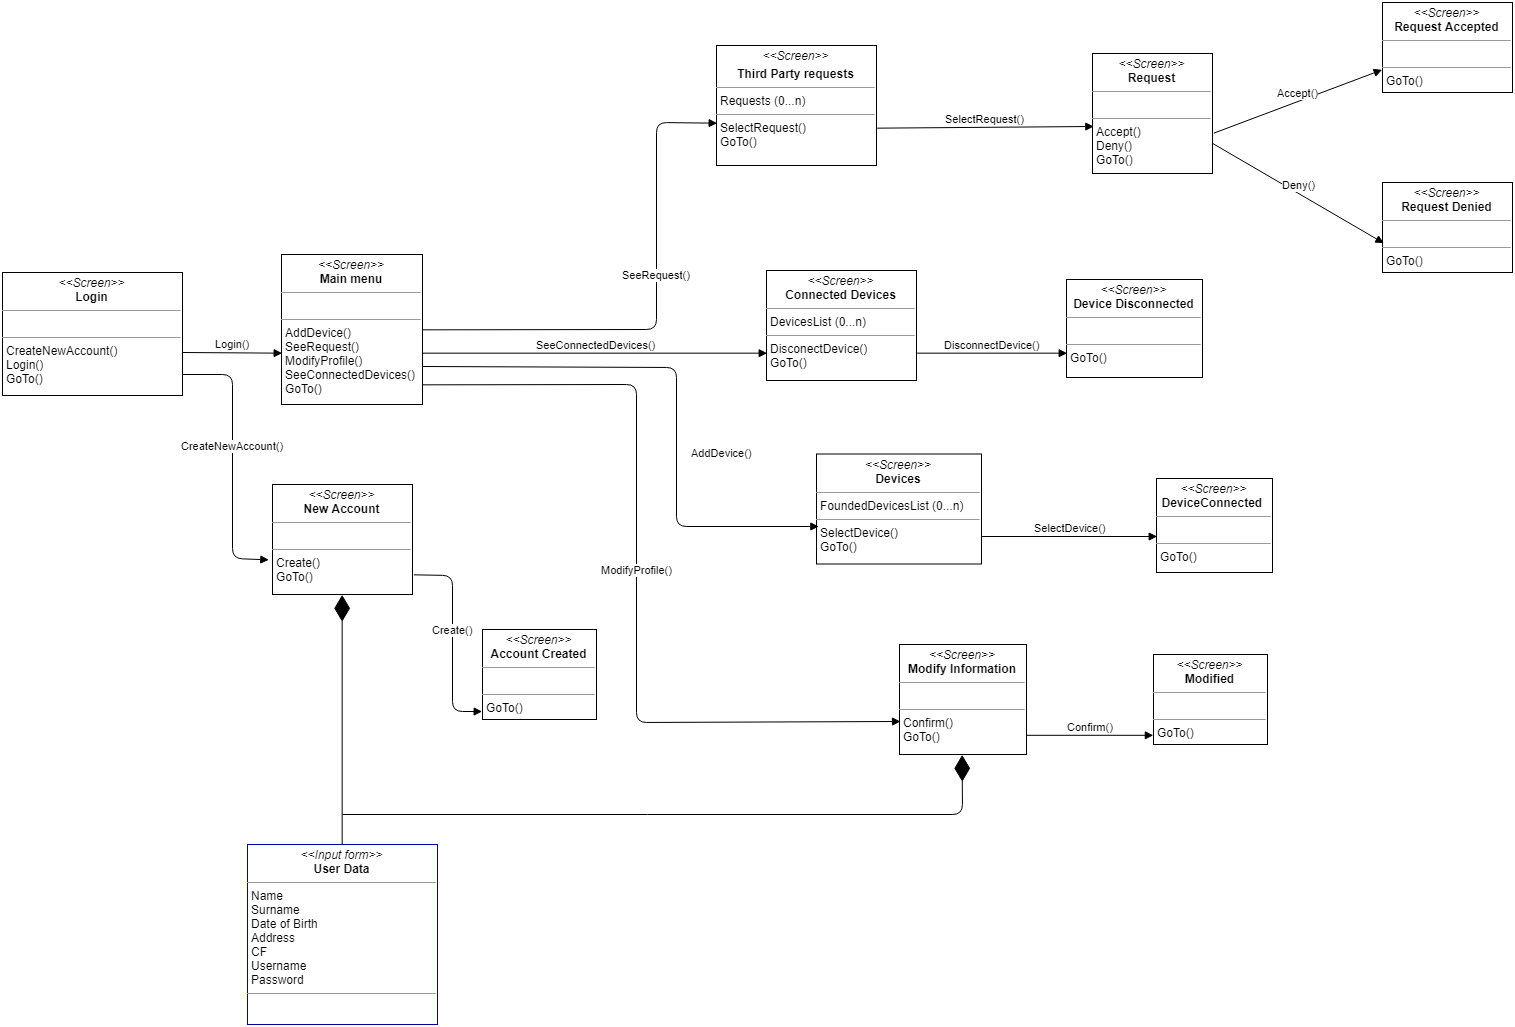 <<Screen>>
Request Accepted
GoTo()
<<Screen>>
Third Party requests
Requests (0...n)
SelectRequest()
GoTo()
SelectRequest()
<<Screen>>
Request
Accept()
Deny()
GoTo()
Accept()
Deny()
<<Screen>>
Request Denied
GoTo()
<<Screen>>
Login
CreateNewAccount()
Login()
GoTo()
Login()
CreateNewAccount()
<<Screen>>
Main menu
AddDevice()
SeeRequest()
ModifyProfile()
SeeConnectedDevices()
GoTo()
SeeRequest()
SeeConnectedDevices()
<<Screen>>
Connected Devices
DevicesList (0...n)
DisconectDevice()
GoTo()
DisconnectDevice()
<<Screen>>
Device Disconnected
GoTo()
AddDevice()
<<Screen>>
Devices
FoundedDevicesList (0...n)
SelectDevice()
GoTo()
SelectDevice()
<<Screen>>
DeviceConnected
GoTo()
<<Screen>>
New Account
Create()
GoTo()
ModifyProfile()
Create()
<<Screen>>
Account Created
GoTo()
<<Screen>>
Modify Information
Confirm()
GoTo()
Confirm()
<<Screen>>
Modified
GoTo()
<<Input form>>
User Data
Name
Surname
Date of Birth
Address
CF
Username
Password